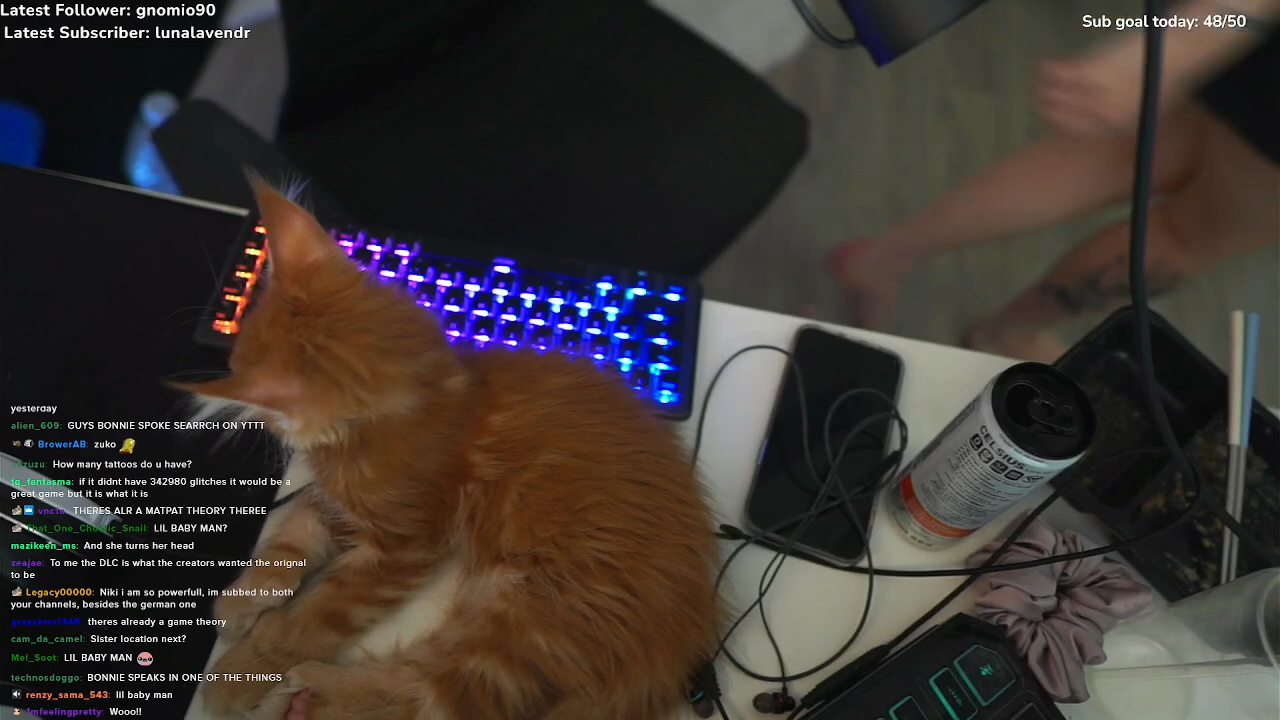 Latest Follower: gnomio90
Latest Subscriber: lunalavendr
Sub goal today: 48/50
yesterday
alien_609: GUYS BONNIE SPOKE SEARRCH ON YTTT
BrowerAB: zuko
How many tattoos do u have?
tq_fantasma: if it didnt have 342980 glitches it would be a
great game but it is what it is
THERES ALR A MATPAT THEORY THEREE
LIL BABY MAN?
mazikeen_ms: And she turns her head
zeajae: To me the DLC is what the creators wanted the orignal
to be
Legacy00000: Niki i am so powerfull, im subbed to both
your channels, besides the german one
theres already a game theory
cam_da_camel: Sister location next?
Mel_Soot: LIL BABY MAN
technosdoggo: BONNIE SPEAKS IN ONE OF THE THINGS
renzy_sama_543: lil baby man
imfeelingpretty: Wooo!!
CELSIUS